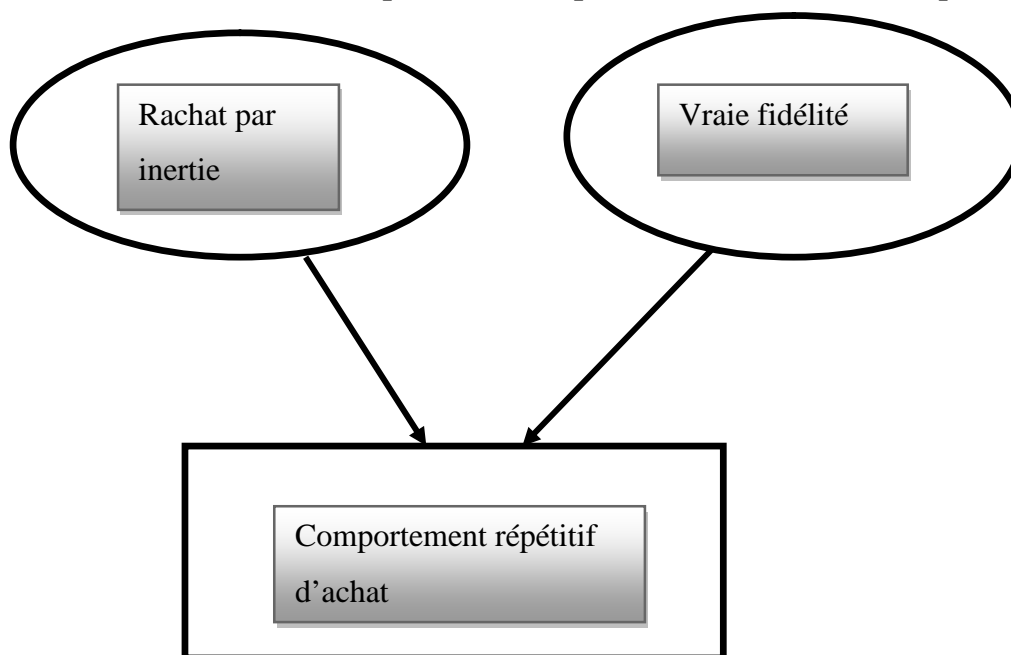 Rachat par
inertie
Vraie fidélité
Comportement répétitif
d’achat